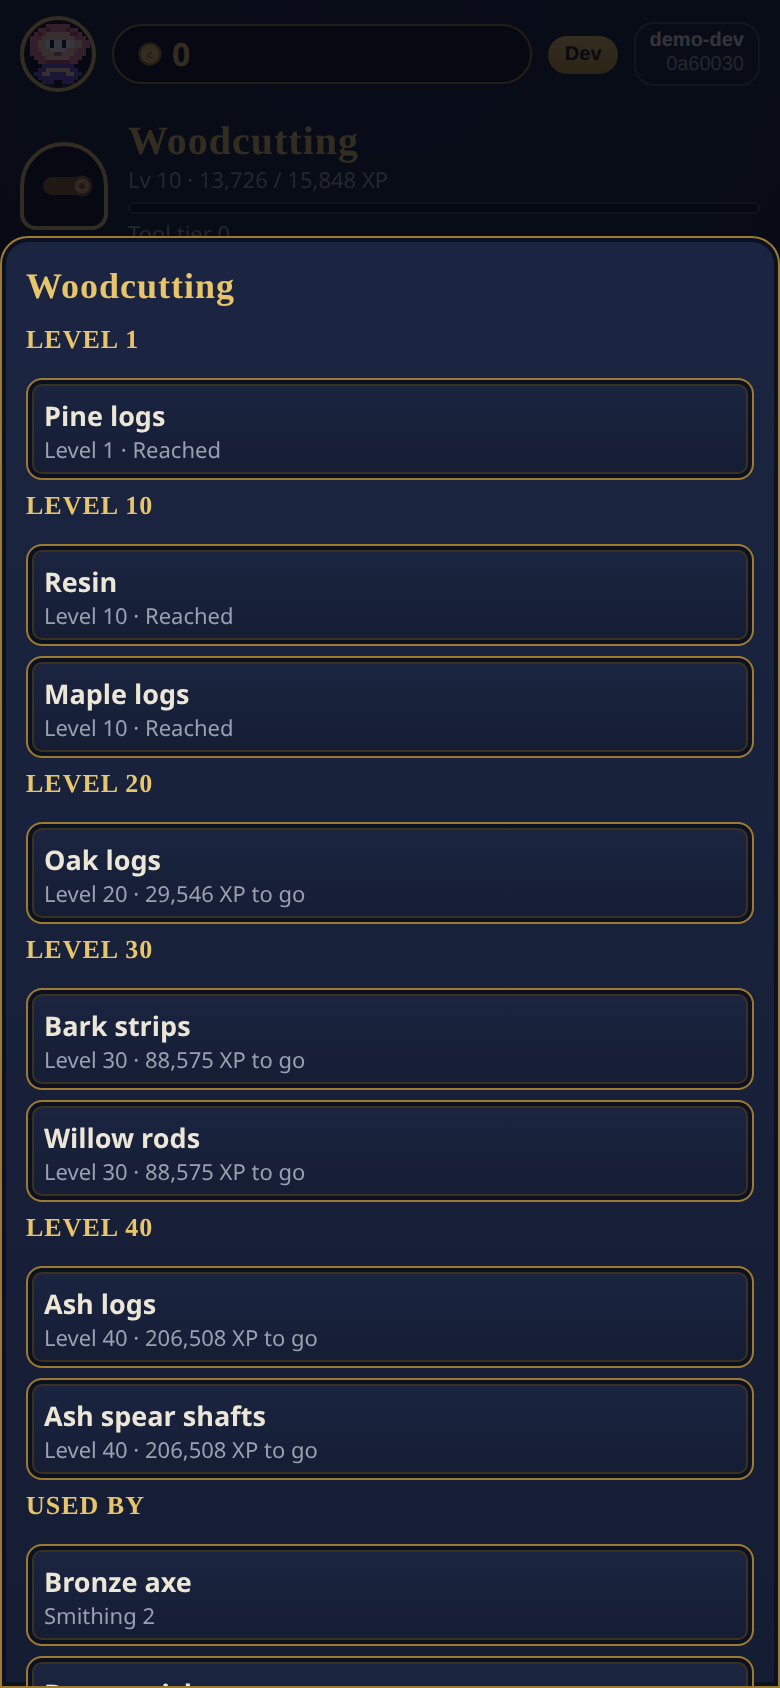 0
Dev
demo-dev
0a60030
Woodcutting
Lv 10 · 13,726 / 15,848 XP
Tool tier 0
Woodcutting
LEVEL 1
Pine logs
Level 1 · Reached
LEVEL 10
Resin
Level 10 · Reached
Maple logs
Level 10 · Reached
LEVEL 20
Oak logs
Level 20 · 29,546 XP to go
LEVEL 30
Bark strips
Level 30 · 88,575 XP to go
Willow rods
Level 30 · 88,575 XP to go
LEVEL 40
Ash logs
Level 40 · 206,508 XP to go
Ash spear shafts
Level 40 · 206,508 XP to go
USED BY
Bronze axe
Smithing 2